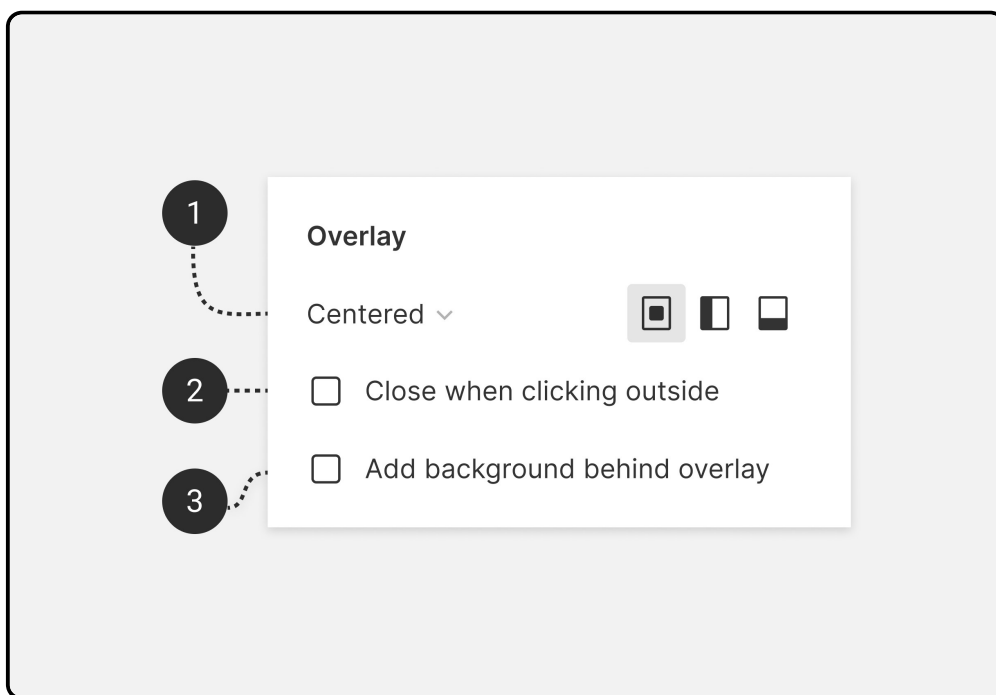 1
Overlay
Centered
2
Close when clicking outside
3
Add background behind overlay